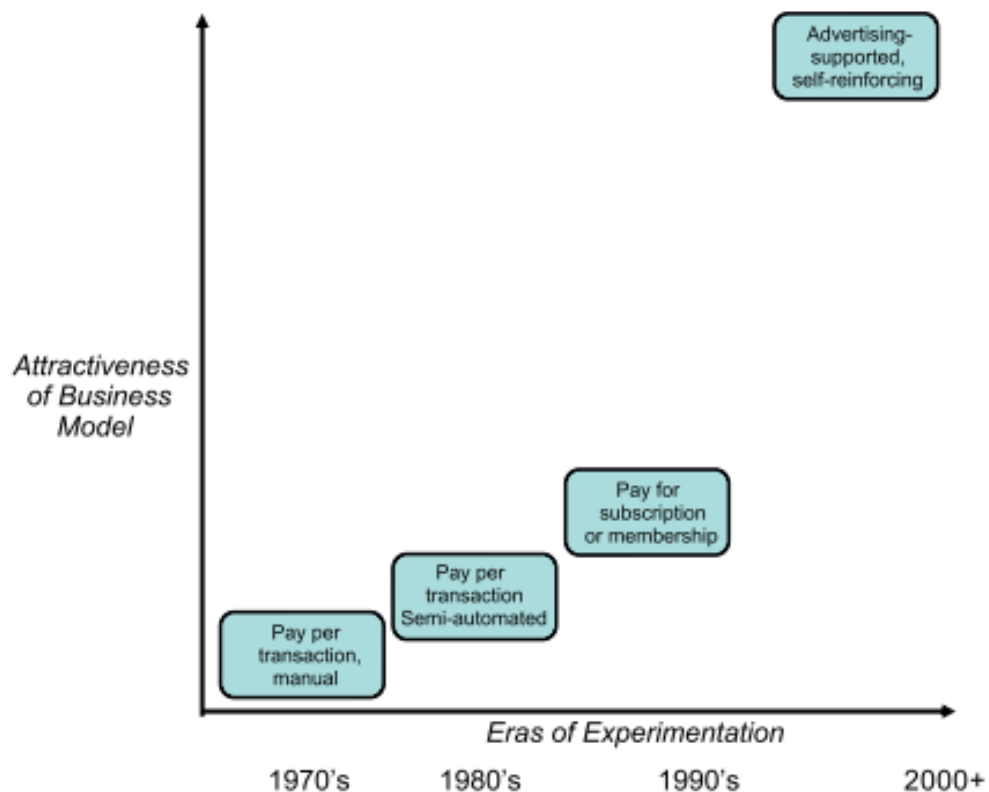 Advertising-
supported,
self-reinforcing
Attractiveness
of Business
Model
Pay for
subscription
or membership
Pay per
transaction
Semi-automated
Pay per
transaction,
manual
Eras of Experimentation
1970's
1980's
1990's
2000+